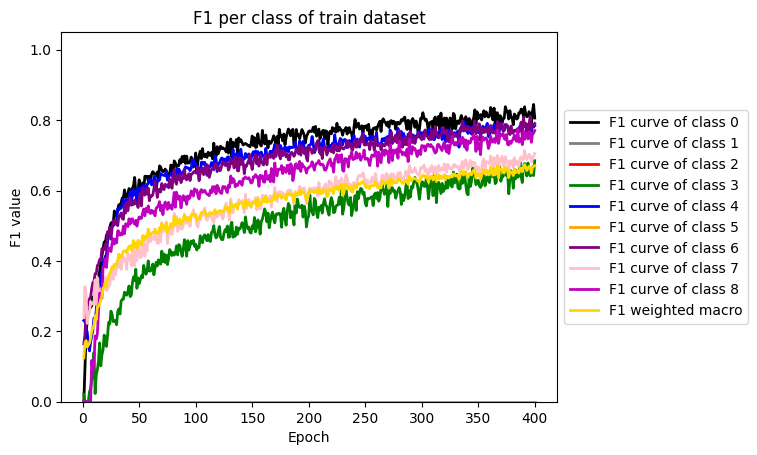 F1 per class of train dataset
1.0
0.8
0.6
0.4
0.2
0.0
F1 value
0
50
100
150
200
250
300
350
400
Epoch
F1 curve of class 0
F1 curve of class 1
F1 curve of class 2
F1 curve of class 3
F1 curve of class 4
F1 curve of class 5
F1 curve of class 6
F1 curve of class 7
F1 curve of class 8
F1 weighted macro